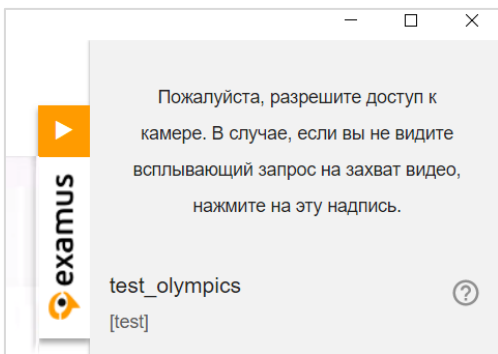 Пожалуйста, разрешите доступ к
камере. В случае, если вы не видите
всплывающий запрос на захват видео,
нажмите на эту надпись.
examus
test_olympics
?
[test]